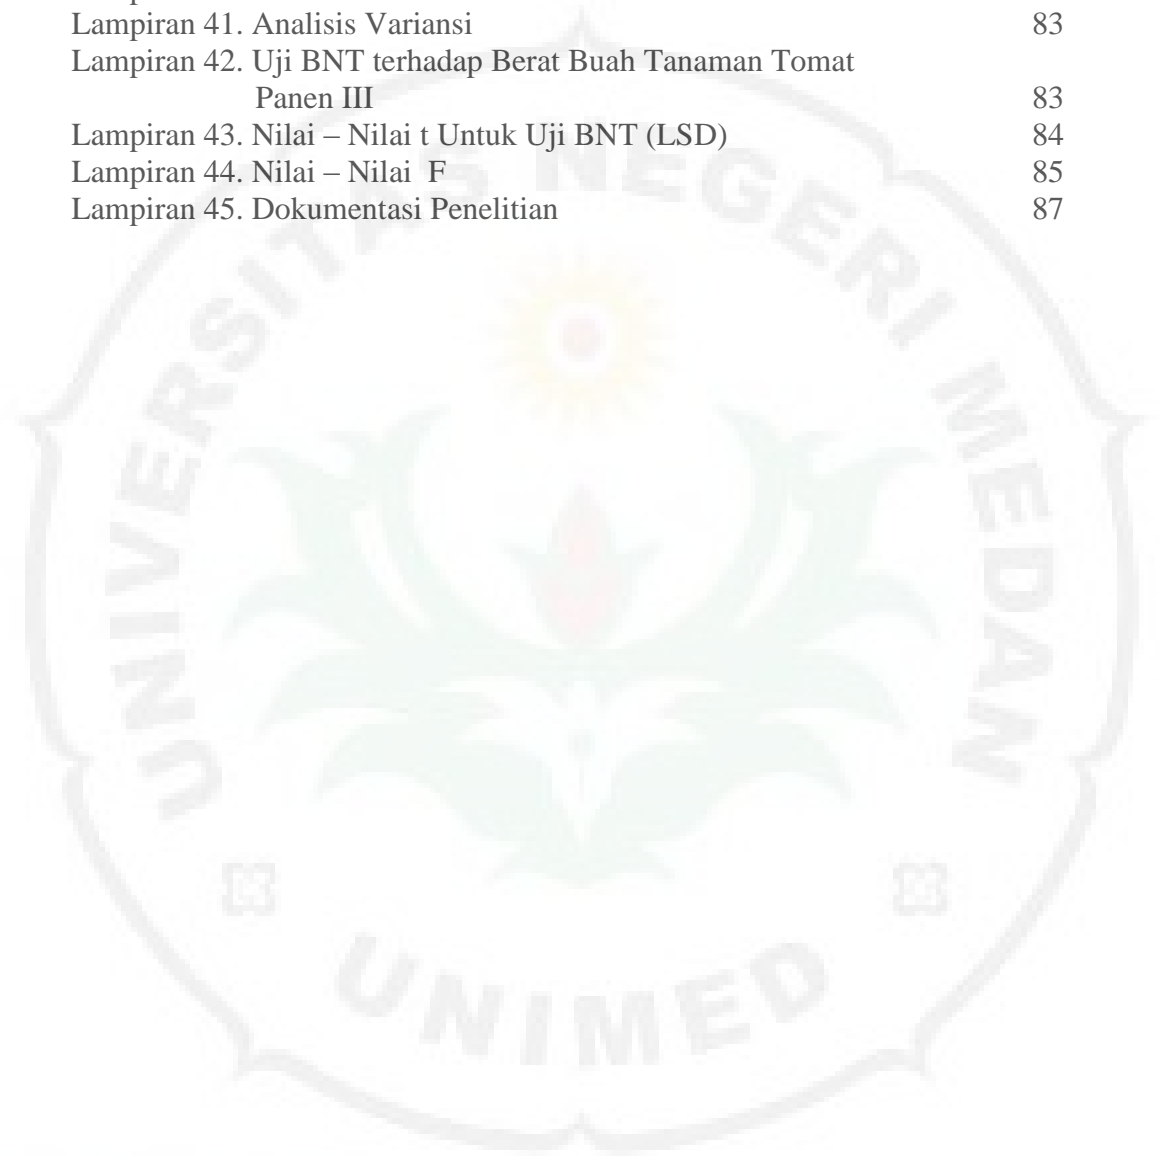 Lampiran 41. Analisis Variansi 83
Lampiran 42. Uji BNT terhadap Berat Buah Tanaman Tomat
Panen III 83
Lampiran 43. Nilai – Nilai t Untuk Uji BNT (LSD) 84
Lampiran 44. Nilai – Nilai F 85
Lampiran 45. Dokumentasi Penelitian 87
UNIVERSITAS NEGERI MEDAN
UNIMED